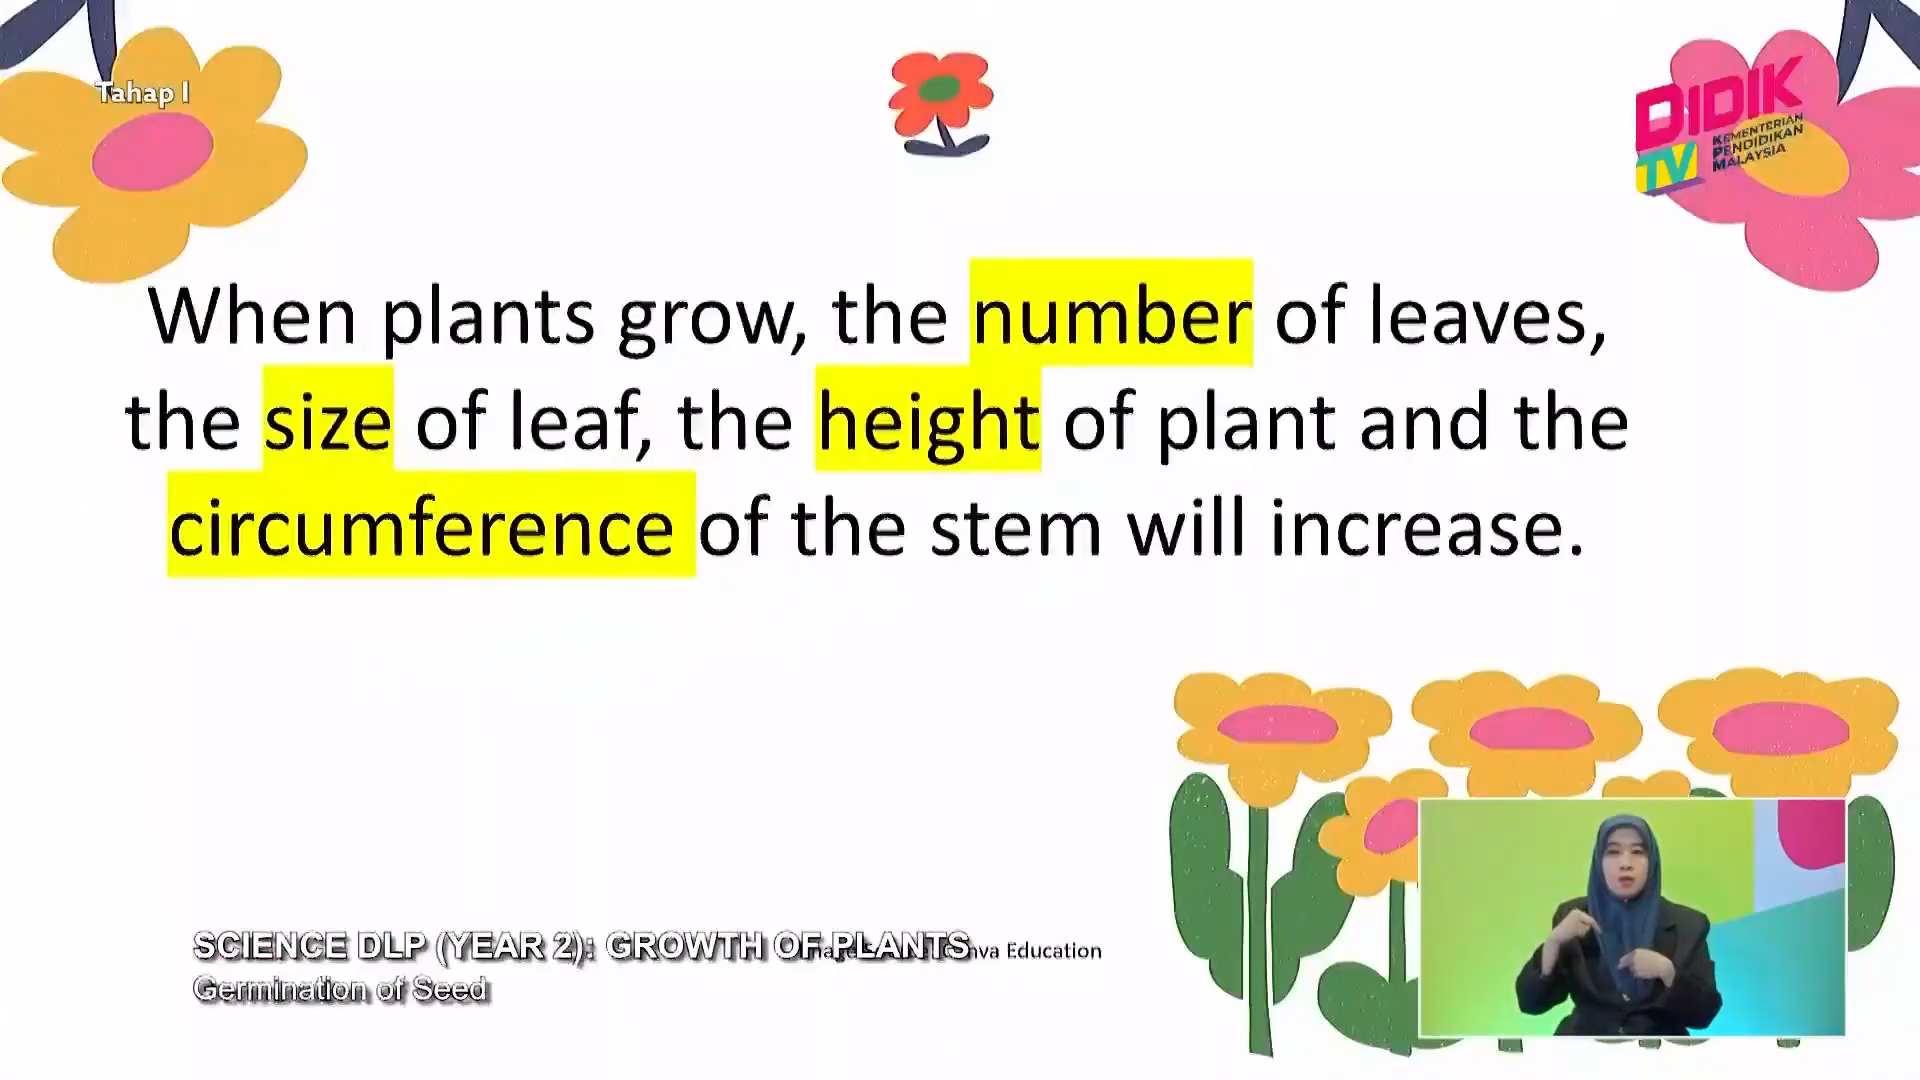 Tahap 1
DIDIK
TV
KEMENTERIAN
PENDIDIKAN
MALAYSIA
When plants grow, the number of leaves,
the size of leaf, the height of plant and the
circumference of the stem will increase.
SCIENCE DLP (YEAR 2): GROWTH OF PLANTS
Education
Germination of Seed